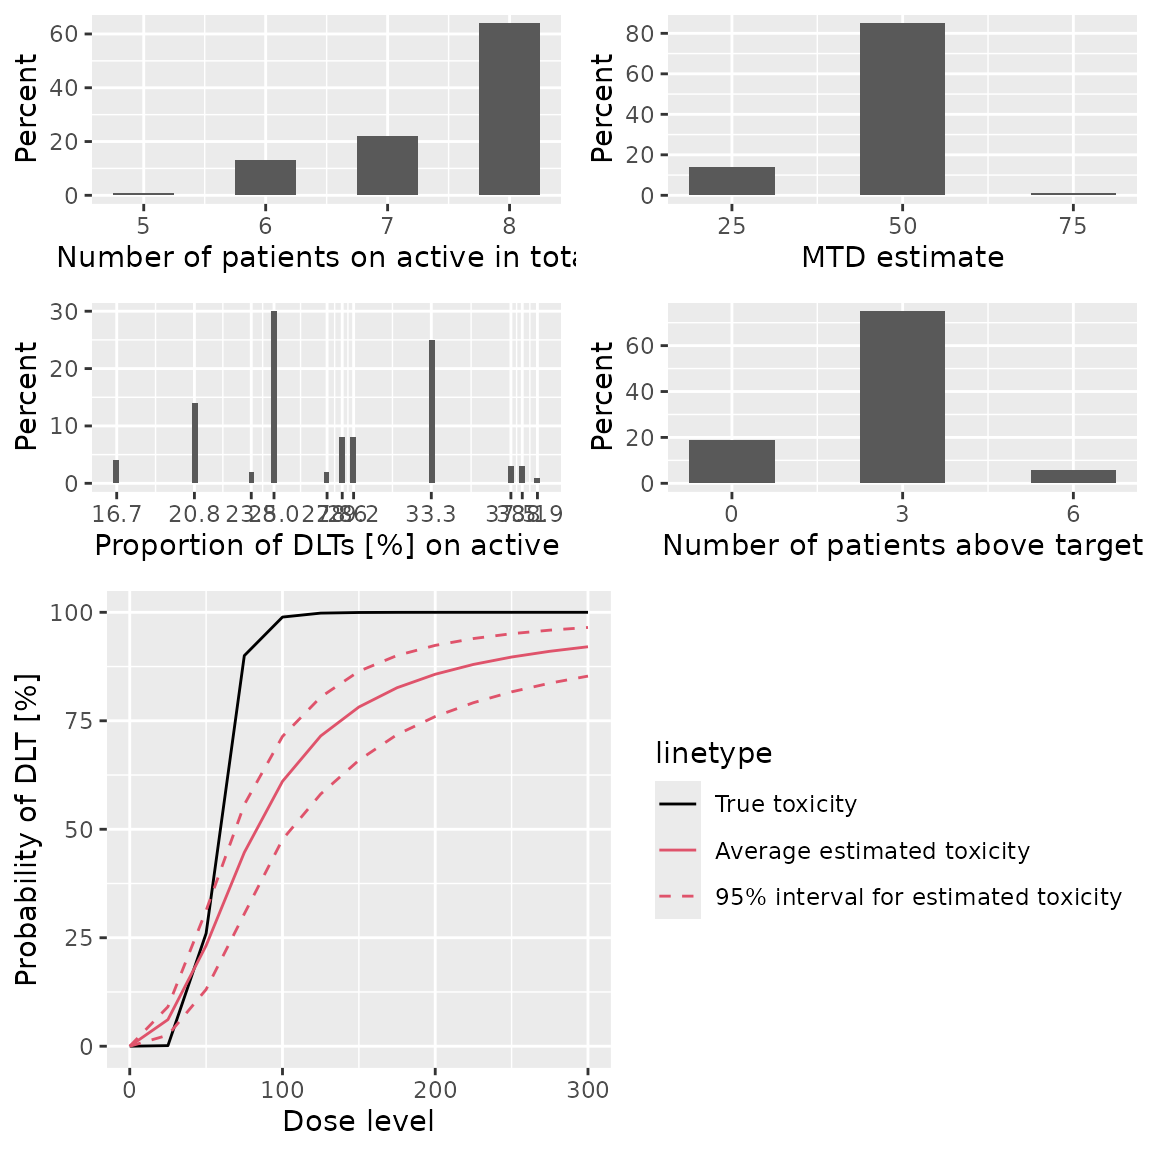 Percent
60
40
20
0
5 6 7 8
Number of patients on active in tota
Percent
80
60
40
20
0
25 50 75
MTD estimate
Percent
30
20
10
0
16.7 20.8 25.0 33.3
Proportion of DLTs [%] on active
Percent
60
40
20
0
0 3 6
Number of patients above target
Probability of DLT [%]
100
75
50
25
0
0 100 200 300
Dose level
linetype
True toxicity
Average estimated toxicity
95% interval for estimated toxicity